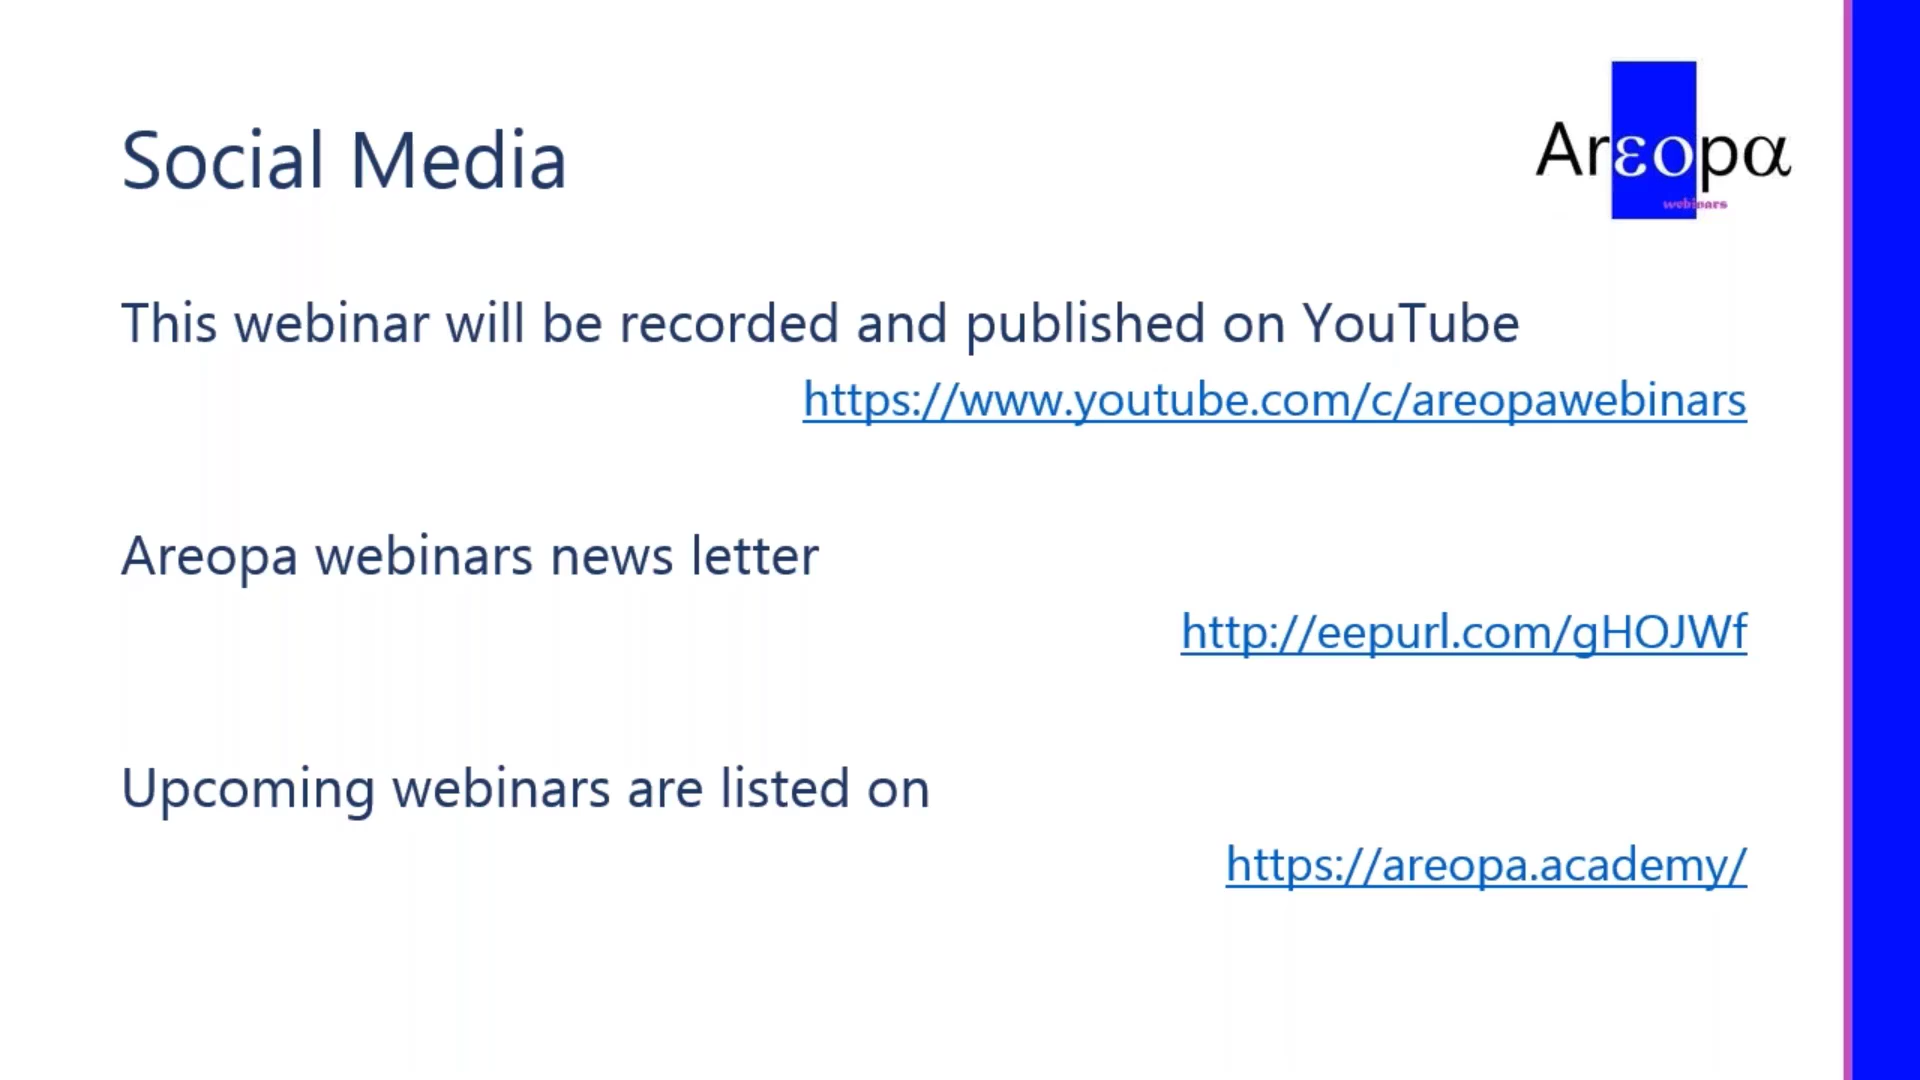 Social Media
Arεοpα
webinars
This webinar will be recorded and published on YouTube
https://www.youtube.com/c/areopawebinars
Areopa webinars news letter
http://eepurl.com/gHOJWf
Upcoming webinars are listed on
https://areopa.academy/